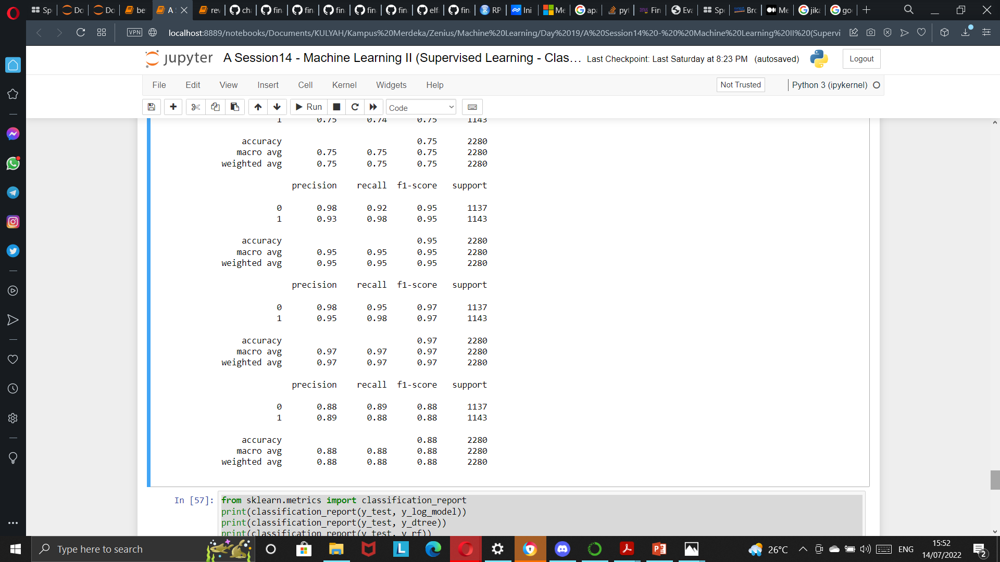 Sp
Do
Do
be
A S
rev
cha
fina
fina
fina
fina
fina
elf
fina
RP
Ini
Me
apa
pyt
Fin
Eva
Spe
Bro
Me
jika
goo
VPN
localhost:8889/notebooks/Documents/KULYAH/Kampus%20Merdeka/Zenius/Machine%20Learning/Day%2019/A%20Session14%20-%20%20Machine%20Learning%20II%20(Supervi
jupyter A Session14 - Machine Learning II (Supervised Learning - Clas... Last Checkpoint: Last Saturday at 8:23 PM (autosaved)
Logout
File Edit View Insert Cell Kernel Widgets Help
Not Trusted
Python 3 (ipykernel)
Run
Code
1 0.75 0.74 0.75 1143
accuracy 0.75 2280
macro avg 0.75 0.75 0.75 2280
weighted avg 0.75 0.75 0.75 2280
precision recall f1-score support
0 0.98 0.92 0.95 1137
1 0.93 0.98 0.95 1143
accuracy 0.95 2280
macro avg 0.95 0.95 0.95 2280
weighted avg 0.95 0.95 0.95 2280
precision recall f1-score support
0 0.98 0.95 0.97 1137
1 0.95 0.98 0.97 1143
accuracy 0.97 2280
macro avg 0.97 0.97 0.97 2280
weighted avg 0.97 0.97 0.97 2280
precision recall f1-score support
0 0.88 0.89 0.88 1137
1 0.89 0.88 0.88 1143
accuracy 0.88 2280
macro avg 0.88 0.88 0.88 2280
weighted avg 0.88 0.88 0.88 2280
In [57]: from sklearn.metrics import classification_report
print(classification_report(y_test, y_log_model))
print(classification_report(y_test, y_dtree))
print(classification_report(y_test, y_rf))
Type here to search
26°C
ENG
15:52
14/07/2022
2